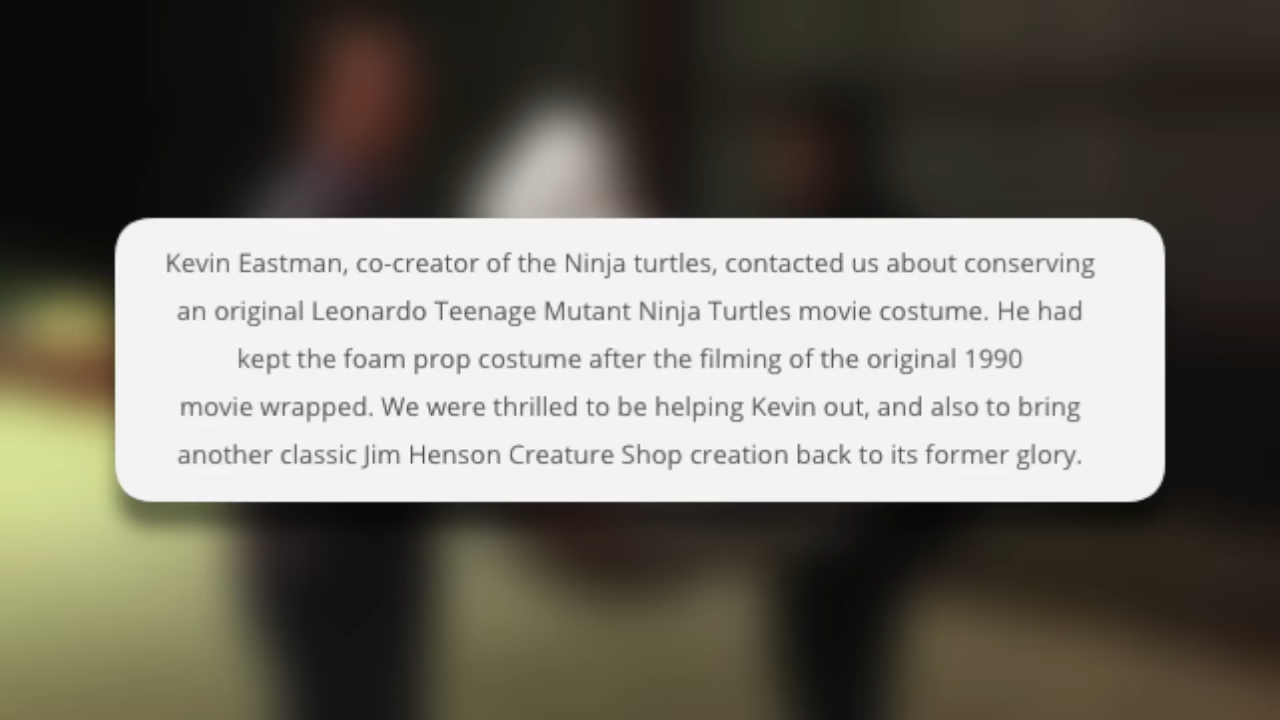 Kevin Eastman, co-creator of the Ninja turtles, contacted us about conserving
an original Leonardo Teenage Mutant Ninja Turtles movie costume. He had
kept the foam prop costume after the filming of the original 1990
movie wrapped. We were thrilled to be helping Kevin out, and also to bring
another classic Jim Henson Creature Shop creation back to its former glory.